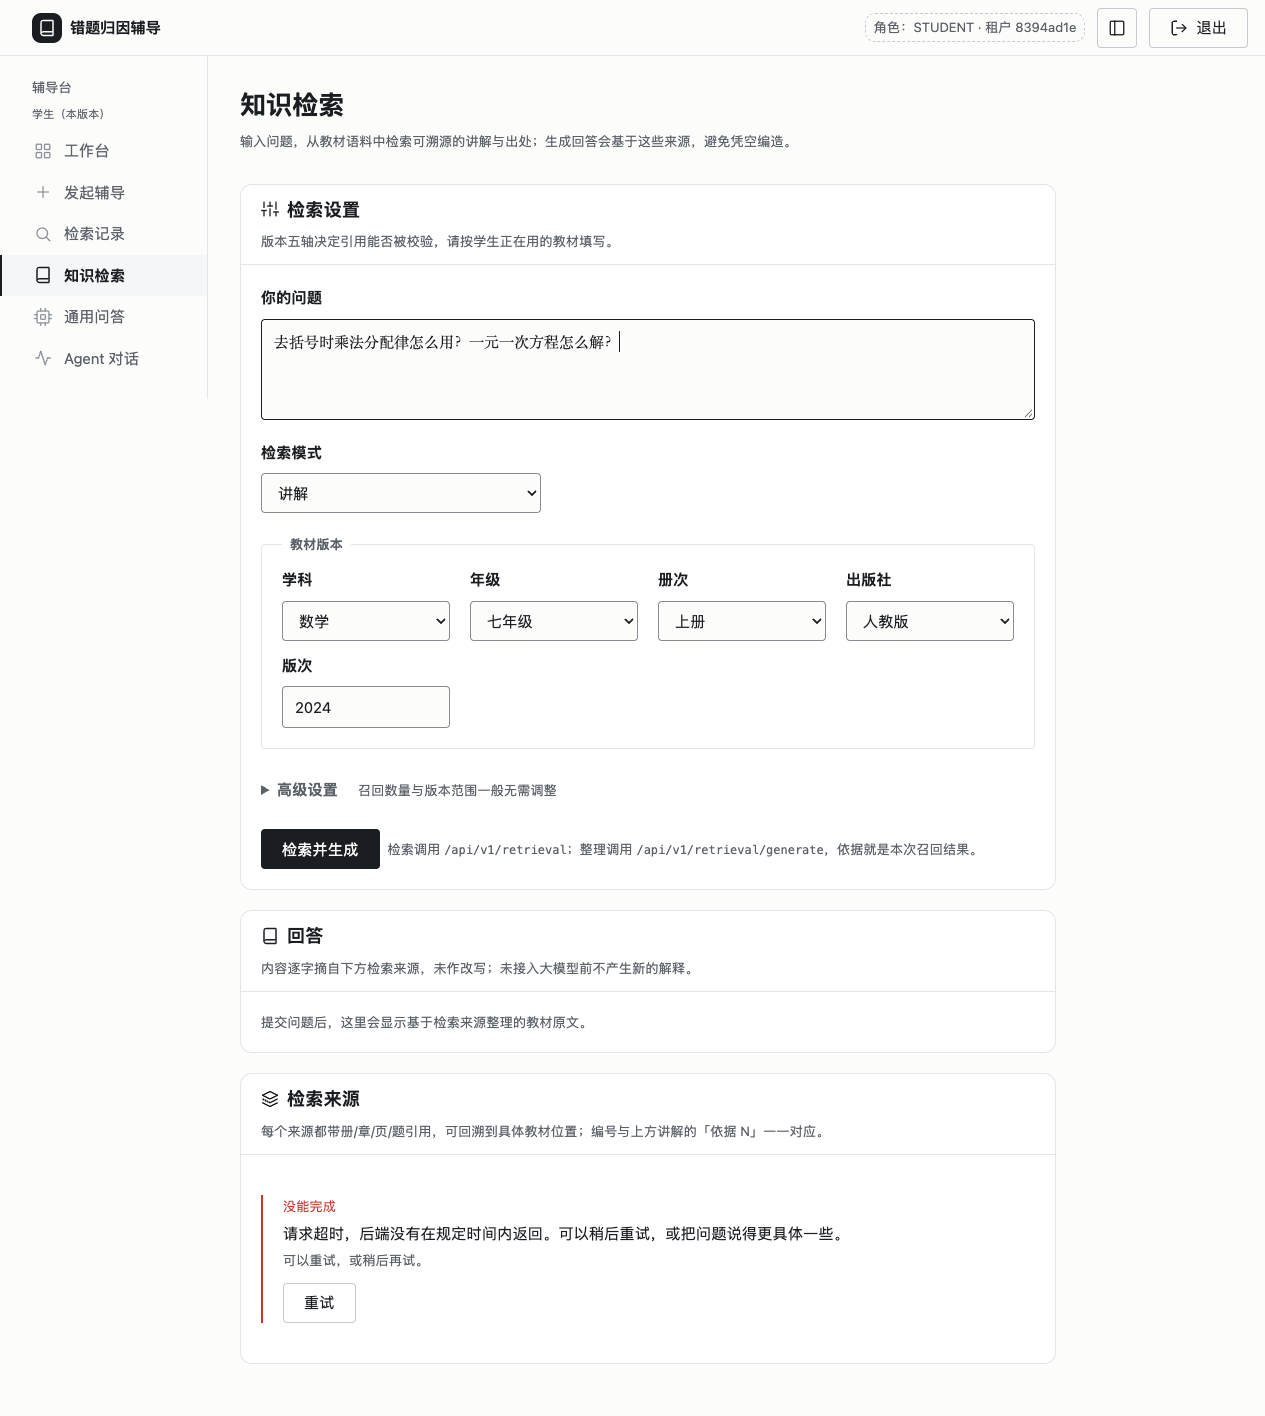 错题归因辅导
角色：STUDENT · 租户 8394ad1e
退出
辅导台
学生（本版本）
工作台
发起辅导
检索记录
知识检索
通用问答
Agent 对话
知识检索
输入问题，从教材语料中检索可溯源的讲解与出处；生成回答会基于这些来源，避免凭空编造。
检索设置
版本五轴决定引用能否被校验，请按学生正在用的教材填写。
你的问题
去括号时乘法分配律怎么用？一元一次方程怎么解？
检索模式
讲解
教材版本
学科
年级
册次
出版社
数学
七年级
上册
人教版
版次
2024
高级设置 召回数量与版本范围一般无需调整
检索并生成 检索调用 /api/v1/retrieval；整理调用 /api/v1/retrieval/generate，依据就是本次召回结果。
回答
内容逐字摘自下方检索来源，未作改写；未接入大模型前不产生新的解释。
提交问题后，这里会显示基于检索来源整理的教材原文。
检索来源
每个来源都带册/章/页/题引用，可回溯到具体教材位置；编号与上方讲解的「依据 N」一一对应。
没能完成
请求超时，后端没有在规定时间内返回。可以稍后重试，或把问题说得更具体一些。
可以重试，或稍后再试。
重试